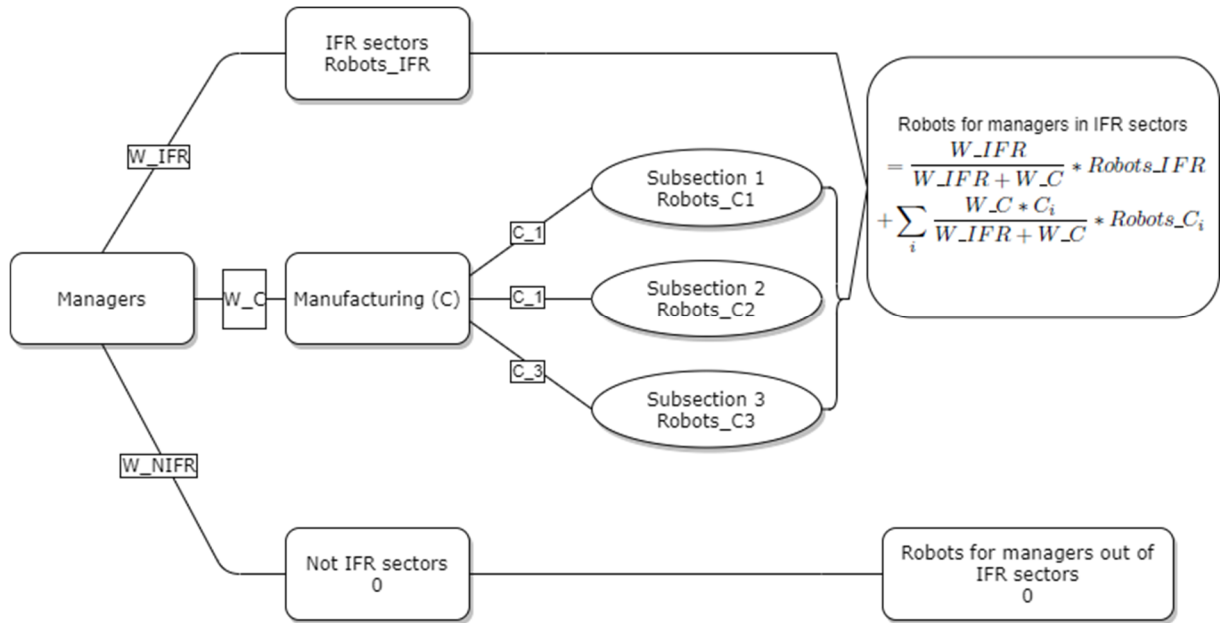 IFR sectors
Robots_IFR
W_IFR
Robots for managers in IFR sectors
= W_IFR / (W_IFR + W_C) * Robots_IFR
+ ∑_i (W_C * C_i) / (W_IFR + W_C) * Robots_C_i
Subsection 1
Robots_C1
C_1
Managers
W_C
Manufacturing (C)
C_1
Subsection 2
Robots_C2
C_3
Subsection 3
Robots_C3
W_NIFR
Not IFR sectors
0
Robots for managers out of
IFR sectors
0